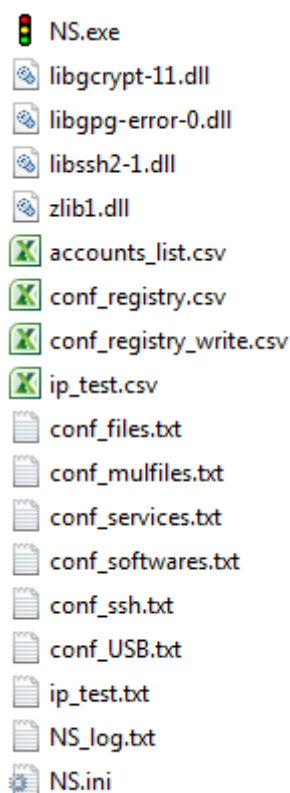 NS.exe
libgcrypt-11.dll
libgpg-error-0.dll
libssh2-1.dll
zlib1.dll
accounts_list.csv
conf_registry.csv
conf_registry_write.csv
ip_test.csv
conf_files.txt
conf_mulfiles.txt
conf_services.txt
conf_softwares.txt
conf_ssh.txt
conf_USB.txt
ip_test.txt
NS_log.txt
NS.ini